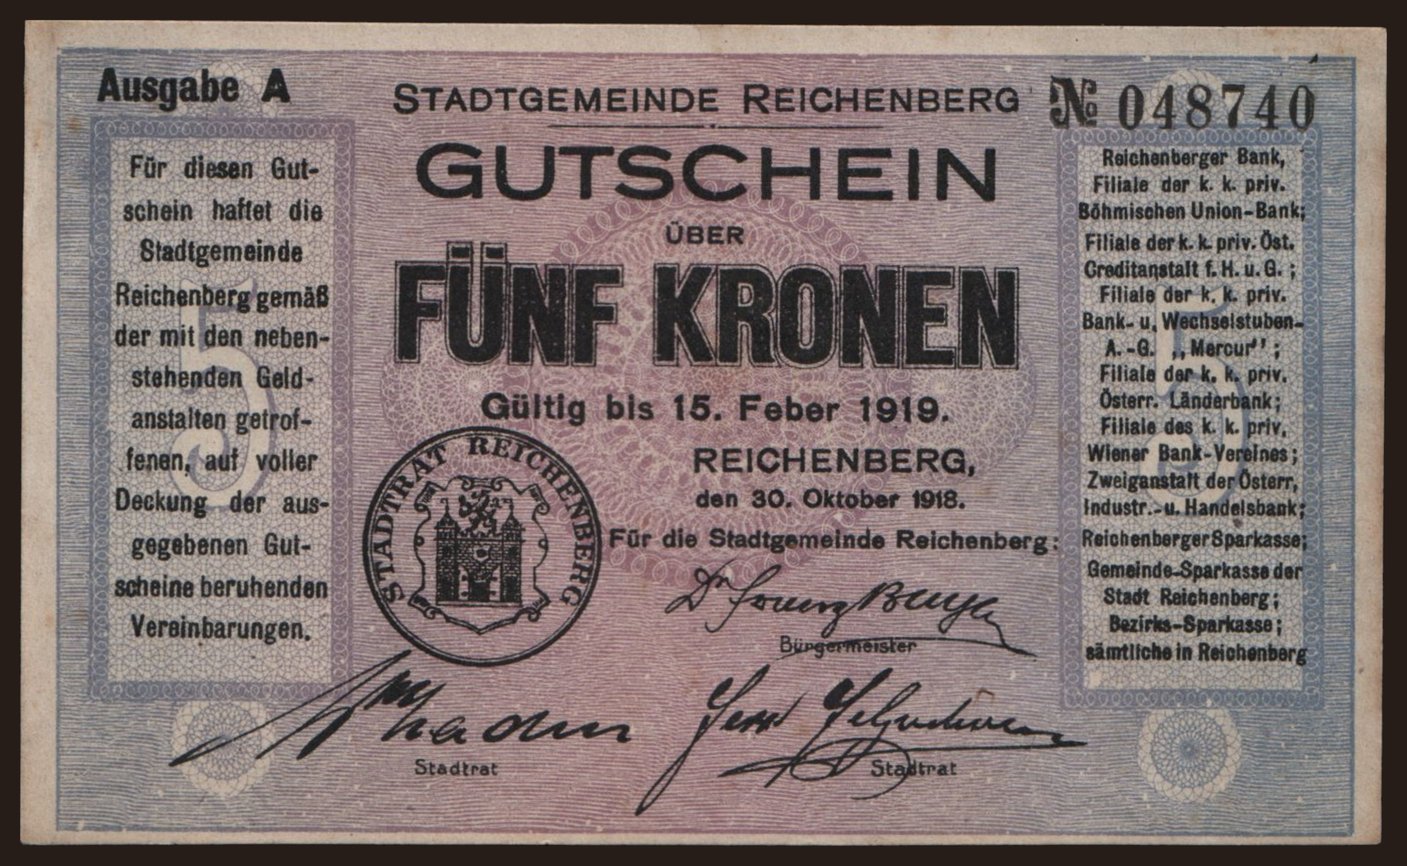 Ausgabe A
Für diesen Gut-
schein haftet die
Stadtgemeinde
Reichenberg gemäß
der mit den neben-
stehenden Geld-
anstalten getrof-
fenen, auf voller
Deckung der aus-
gegebenen Gut-
scheine beruhenden
Vereinbarungen.
5
STADTGEMEINDE REICHENBERG
GUTSCHEIN
ÜBER
FÜNF KRONEN
Gültig bis 15. Feber 1919.
REICHENBERG,
den 30. Oktober 1918.
Für die Stadtgemeinde Reichenberg:
STADTRAT REICHENBERG
Bürgermeister
Stadtrat
Stadtrat
№ 048740
Reichenberger Bank,
Filiale der k. k. priv.
Böhmischen Union-Bank;
Filiale der k. k. priv. Öst.
Creditanstalt f. H. u. G.;
Filiale der k. k. priv.
Bank- u. Wechselstuben-
A.-G. „Mercur";
Filiale der k. k. priv.
Österr. Länderbank;
Filiale des k. k. priv.
Wiener Bank-Vereines;
Zweiganstalt der Österr.
Industr.- u. Handelsbank;
Reichenberger Sparkasse;
Gemeinde-Sparkasse der
Stadt Reichenberg;
Bezirks-Sparkasse;
sämtliche in Reichenberg
5